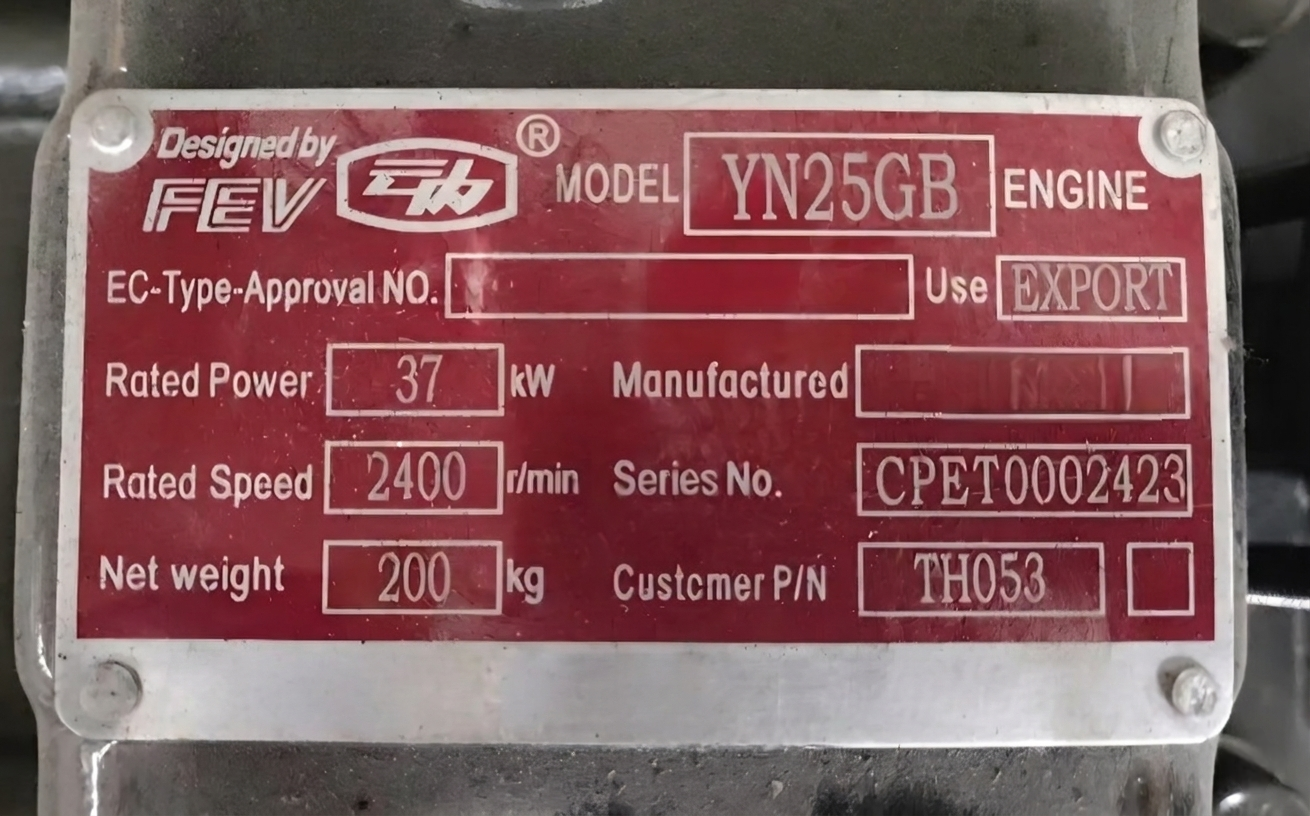 Designed by
FEV ® MODEL YN25GB ENGINE
EC-Type-Approval NO. Use EXPORT
Rated Power 37 kW Manufactured
Rated Speed 2400 r/min Series No. CPET0002423
Net weight 200 kg Customer P/N TH053